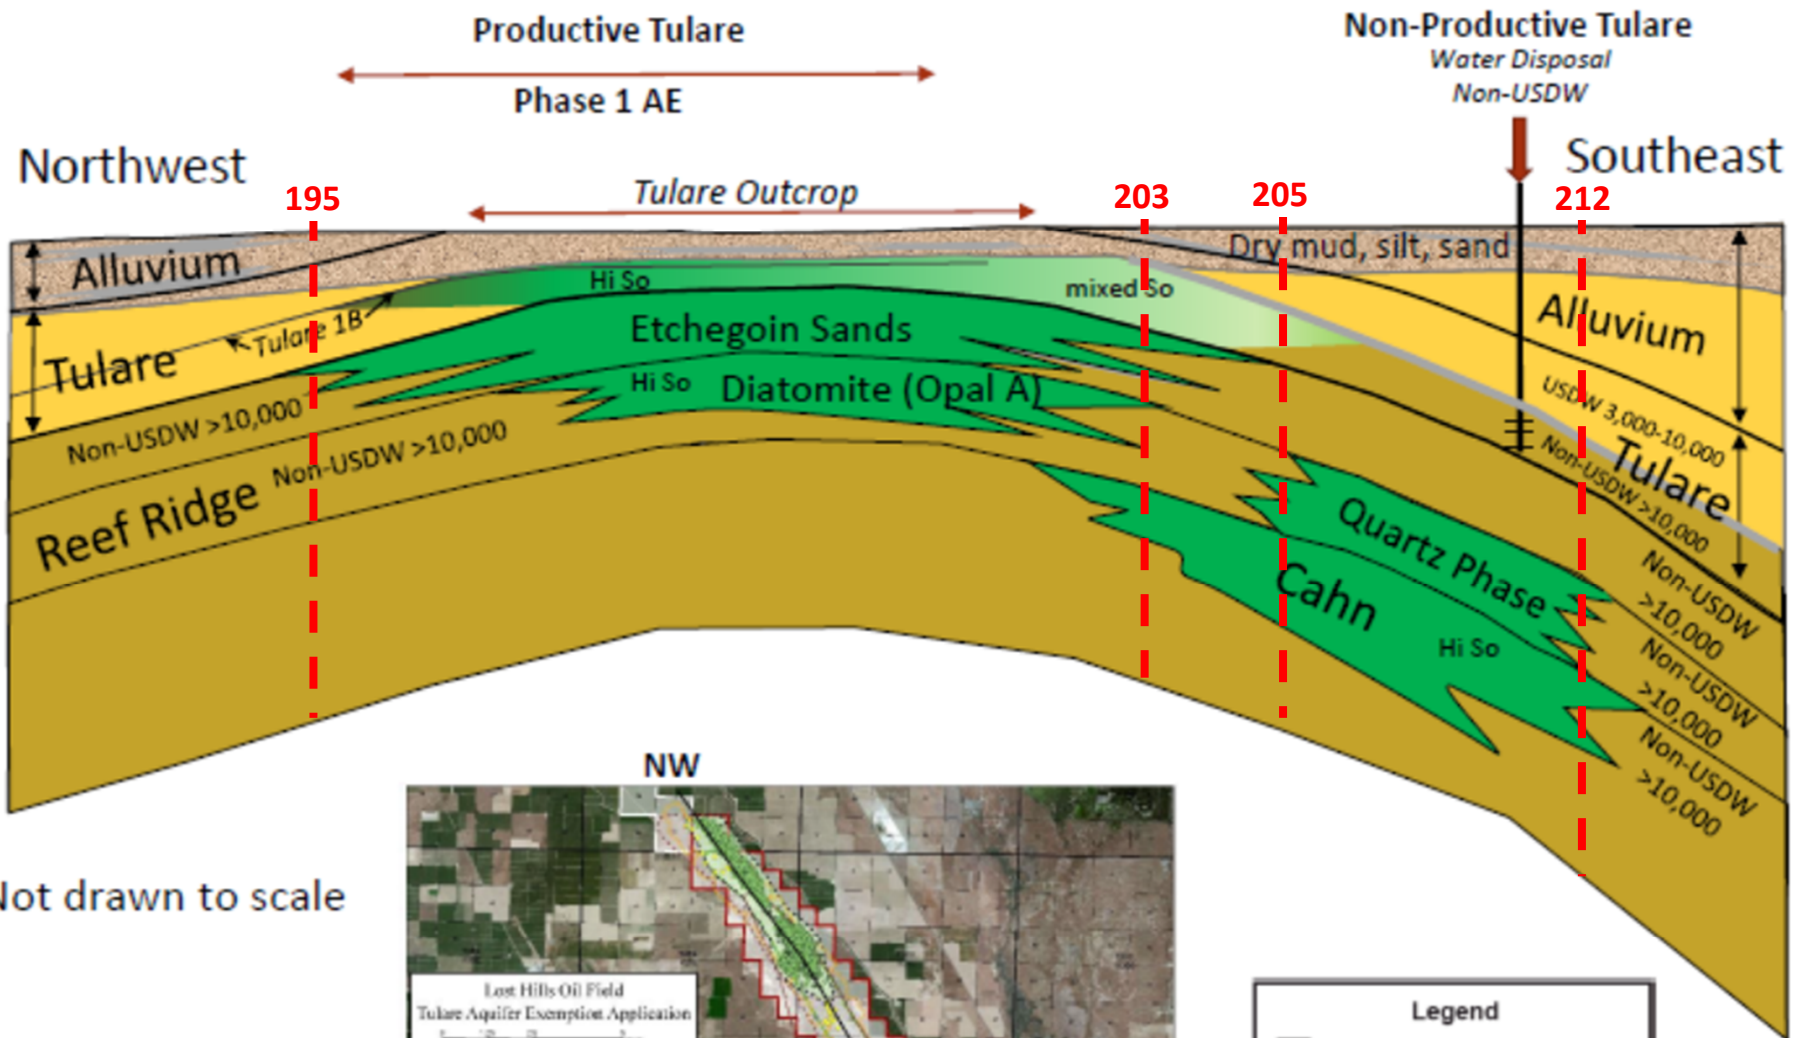 Productive Tulare
Phase 1 AE
Non-Productive Tulare
Water Disposal
Non-USDW
Northwest
Southeast
195
Tulare Outcrop
203
205
212
Alluvium
Dry mud, silt, sand
Hi So
mixed So
Alluvium
Tulare 1B
Etchegoin Sands
Tulare
Hi So
Diatomite (Opal A)
USDW 3,000-10,000
Non-USDW >10,000
Non-USDW >10,000
Non-USDW >10,000
Tulare
Reef Ridge
Quartz Phase
Cahn
Hi So
Non-USDW
>10,000
Non-USDW
>10,000
Non-USDW
>10,000
NW
Not drawn to scale
Lost Hills Oil Field
Tulare Aquifer Exemption Application
Legend